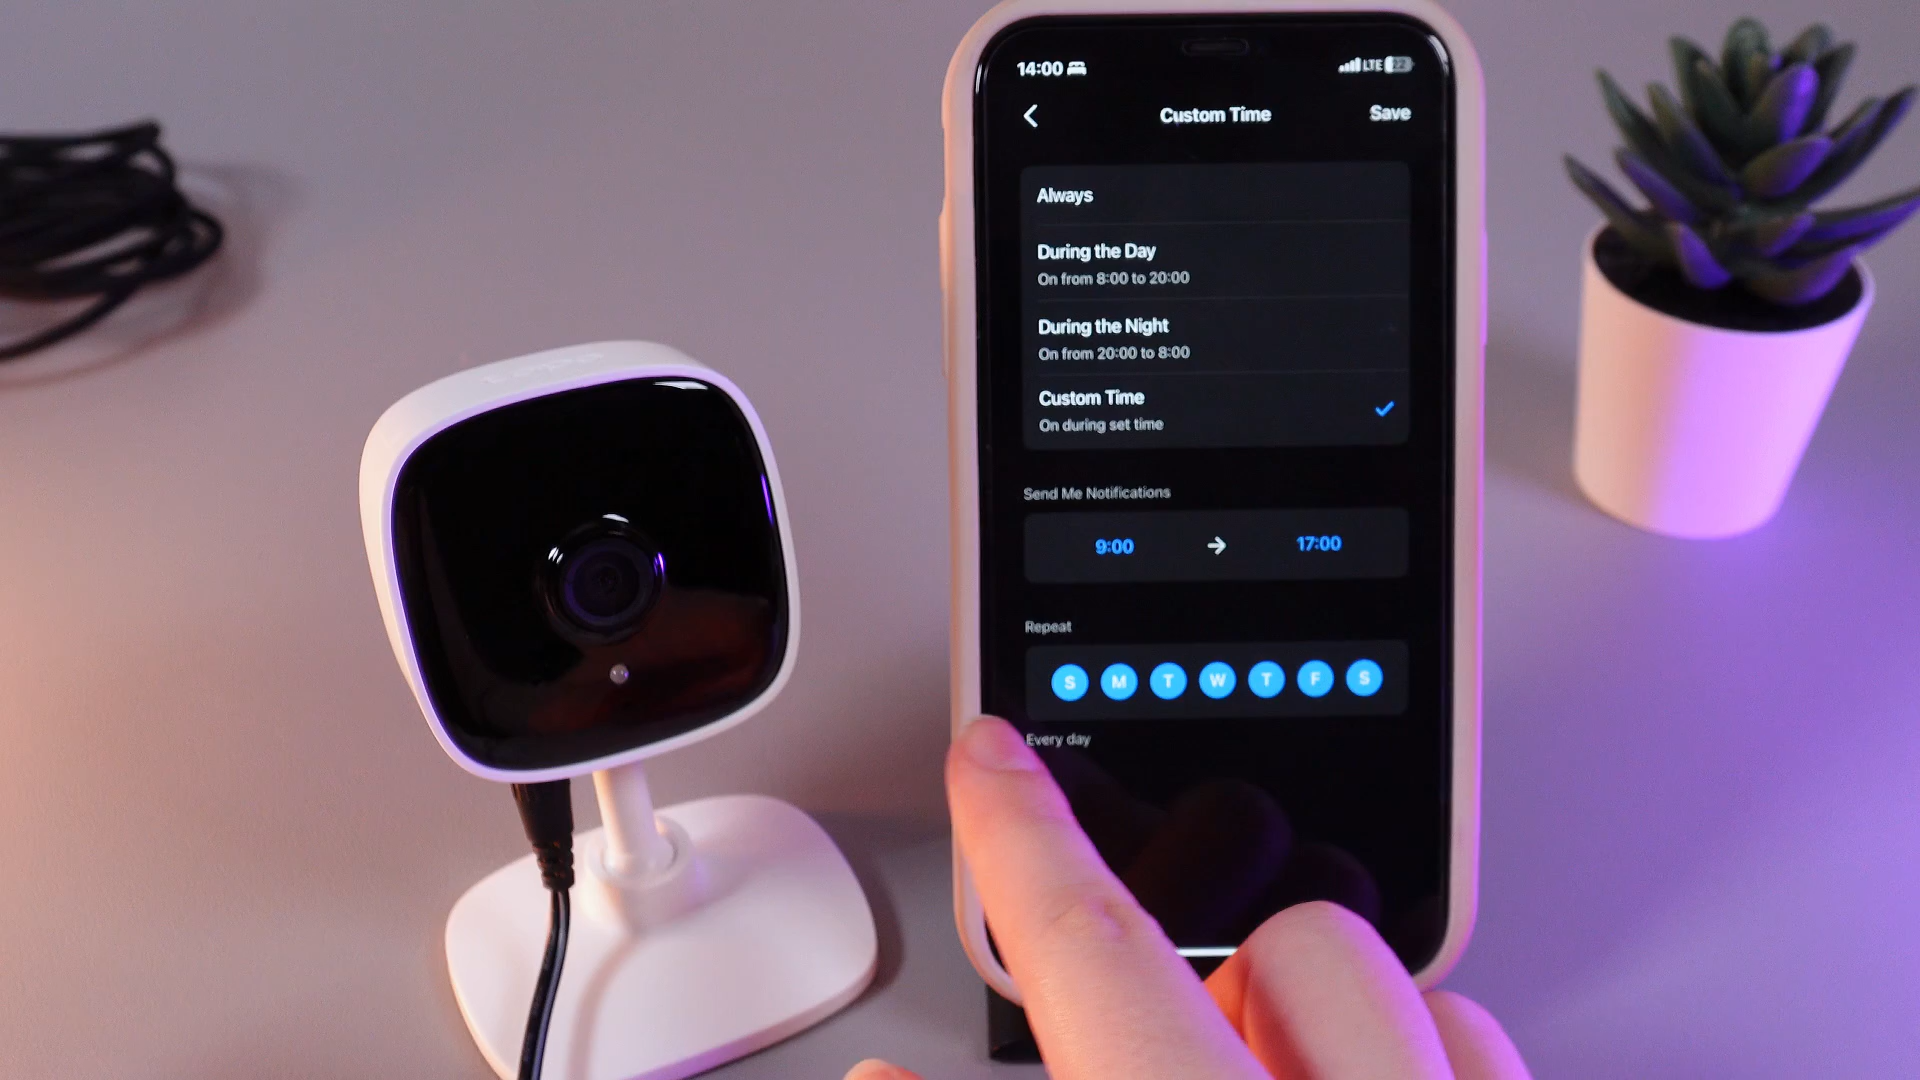 14:00 LTE 22
Custom Time Save
Always
During the Day
On from 8:00 to 20:00
During the Night
On from 20:00 to 8:00
Custom Time
On during set time
Send Me Notifications
9:00 → 17:00
Repeat
S M T W T F S
Every day